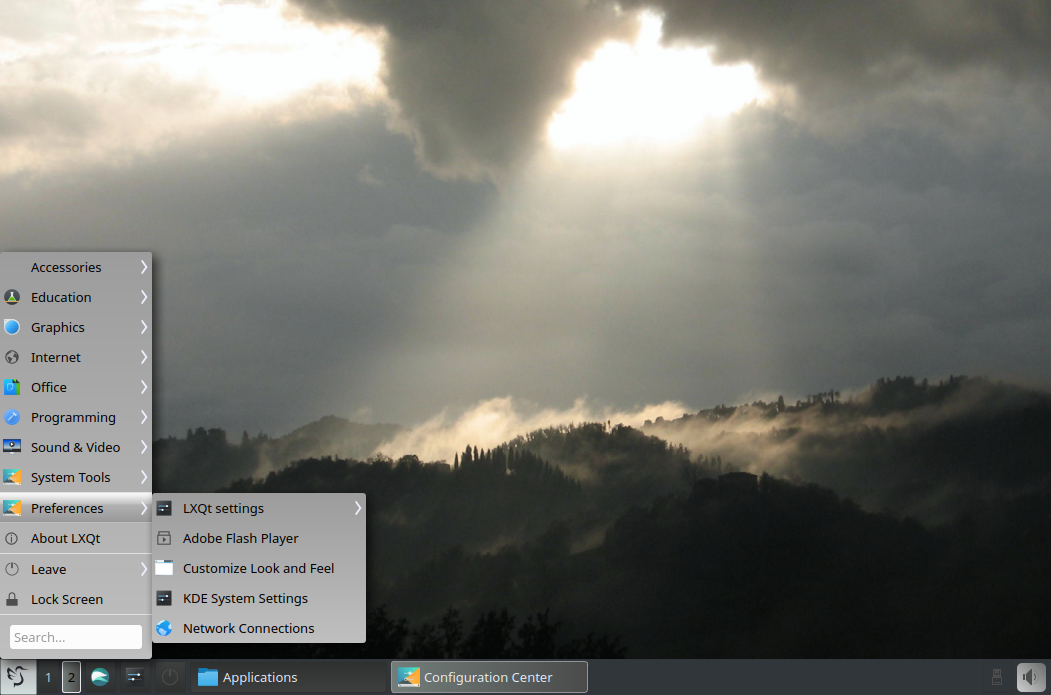 Accessories
Education
Graphics
Internet
Office
Programming
Sound & Video
System Tools
Preferences
About LXQt
Leave
Lock Screen
Search...
LXQt settings
Adobe Flash Player
Customize Look and Feel
KDE System Settings
Network Connections
1 2 Applications Configuration Center